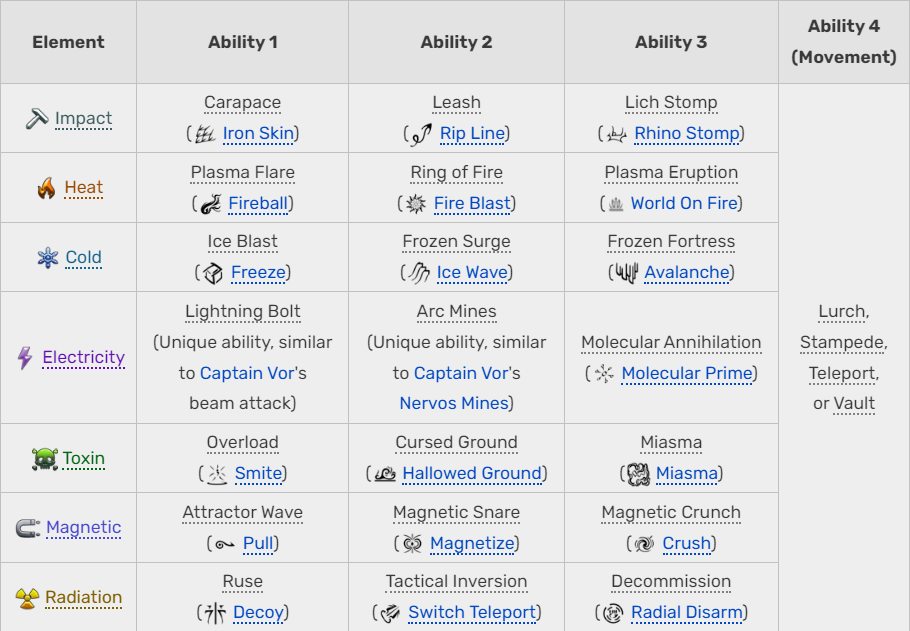 Element
Ability 1
Ability 2
Ability 3
Ability 4
(Movement)
Impact
Carapace
(Iron Skin)
Leash
(Rip Line)
Lich Stomp
(Rhino Stomp)
Heat
Plasma Flare
(Fireball)
Ring of Fire
(Fire Blast)
Plasma Eruption
(World On Fire)
Cold
Ice Blast
(Freeze)
Frozen Surge
(Ice Wave)
Frozen Fortress
(Avalanche)
Electricity
Lightning Bolt
(Unique ability, similar
to Captain Vor's
beam attack)
Arc Mines
(Unique ability, similar
to Captain Vor's
Nervos Mines)
Molecular Annihilation
(Molecular Prime)
Lurch,
Stampede,
Teleport,
or Vault
Toxin
Overload
(Smite)
Cursed Ground
(Hallowed Ground)
Miasma
(Miasma)
Magnetic
Attractor Wave
(Pull)
Magnetic Snare
(Magnetize)
Magnetic Crunch
(Crush)
Radiation
Ruse
(Decoy)
Tactical Inversion
(Switch Teleport)
Decommission
(Radial Disarm)